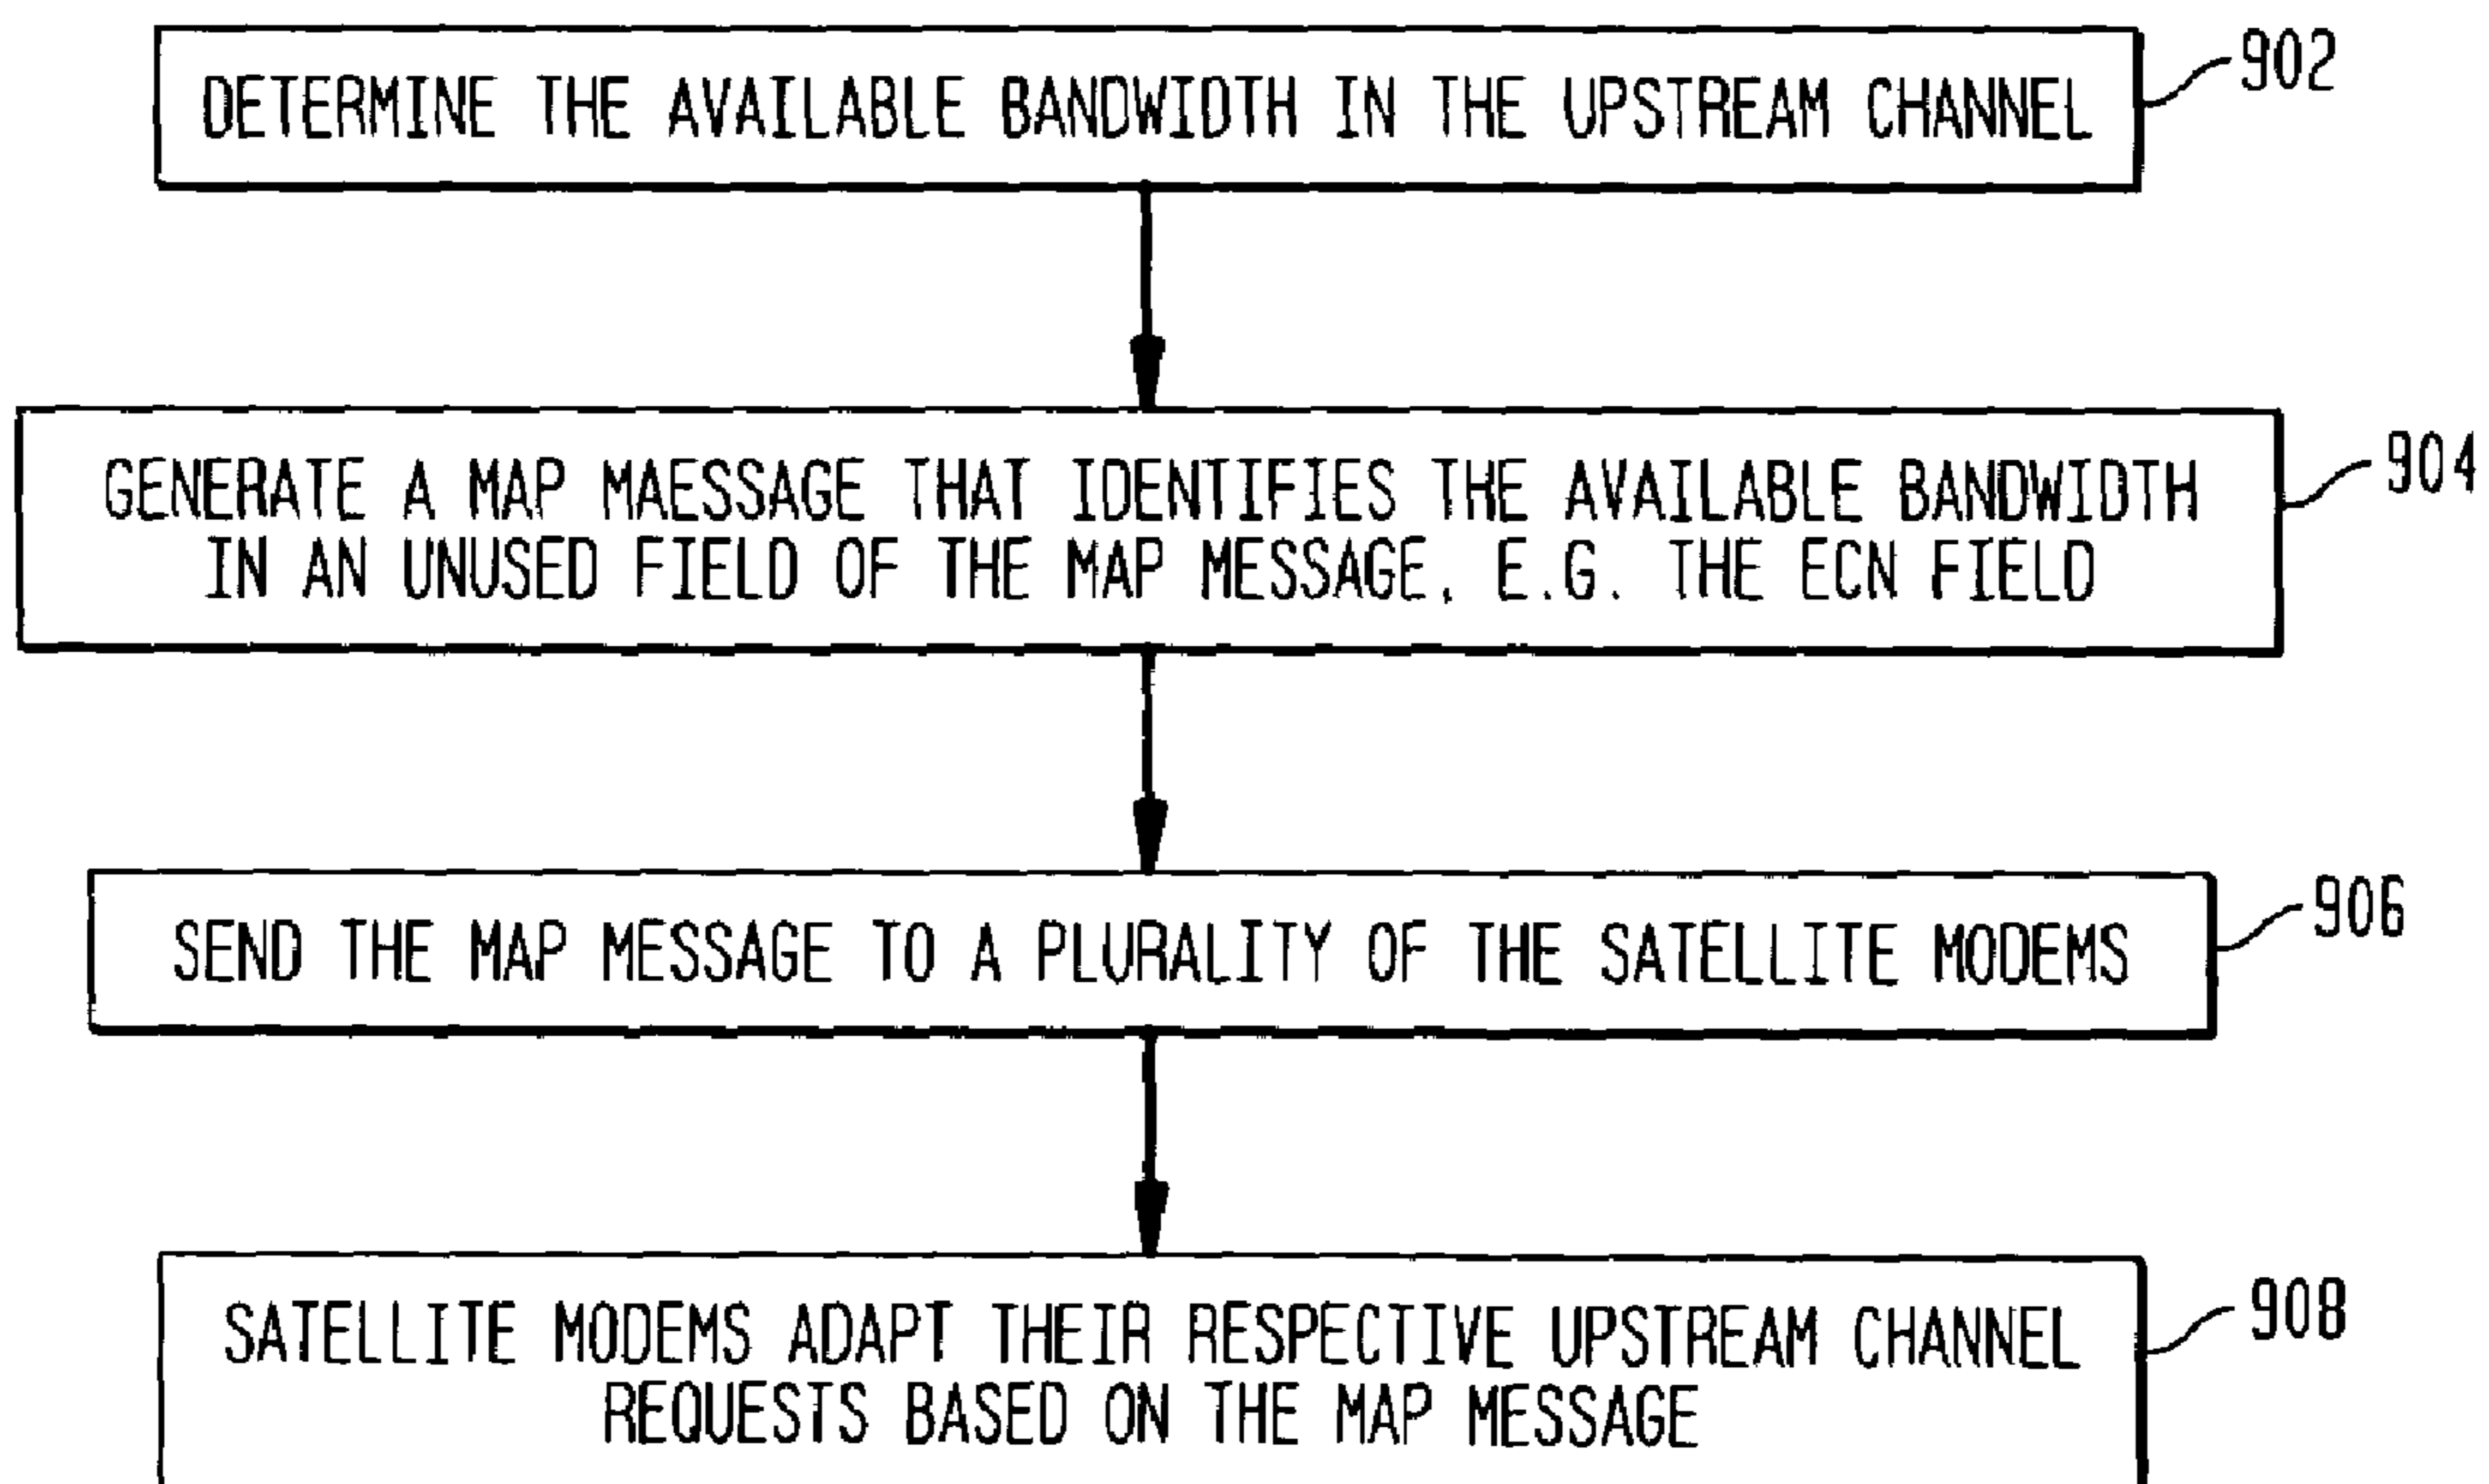 DETERMINE THE AVAILABLE BANDWIDTH IN THE UPSTREAM CHANNEL
902
GENERATE A MAP MAESSAGE THAT IDENTIFIES THE AVAILABLE BANDWIDTH
IN AN UNUSED FIELD OF THE MAP MESSAGE, E.G. THE ECN FIELD
904
SEND THE MAP MESSAGE TO A PLURALITY OF THE SATELLITE MODEMS
906
SATELLITE MODEMS ADAPT THEIR RESPECTIVE UPSTREAM CHANNEL
REQUESTS BASED ON THE MAP MESSAGE
908